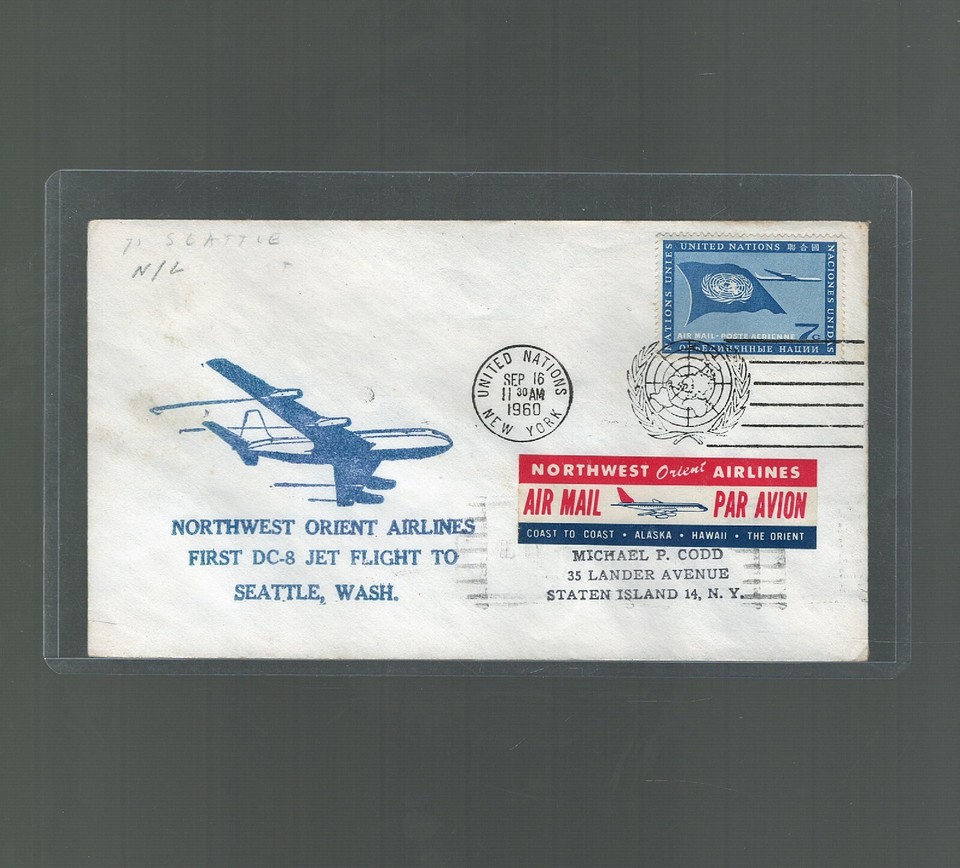 TO SEATTLE
N/L
UNITED NATIONS 聯合國
NATIONS UNIES
NACIONES UNIDAS
AIR MAIL-POSTE AERIENNE 7c
ОБЪЕДИНЕННЫЕ НАЦИИ
UNITED NATIONS
SEP 16
11 30 AM
1960
NEW YORK
NORTHWEST Orient AIRLINES
AIR MAIL PAR AVION
COAST TO COAST • ALASKA • HAWAII • THE ORIENT
NORTHWEST ORIENT AIRLINES
FIRST DC-8 JET FLIGHT TO
SEATTLE, WASH.
MICHAEL P. CODD
35 LANDER AVENUE
STATEN ISLAND 14, N. Y.